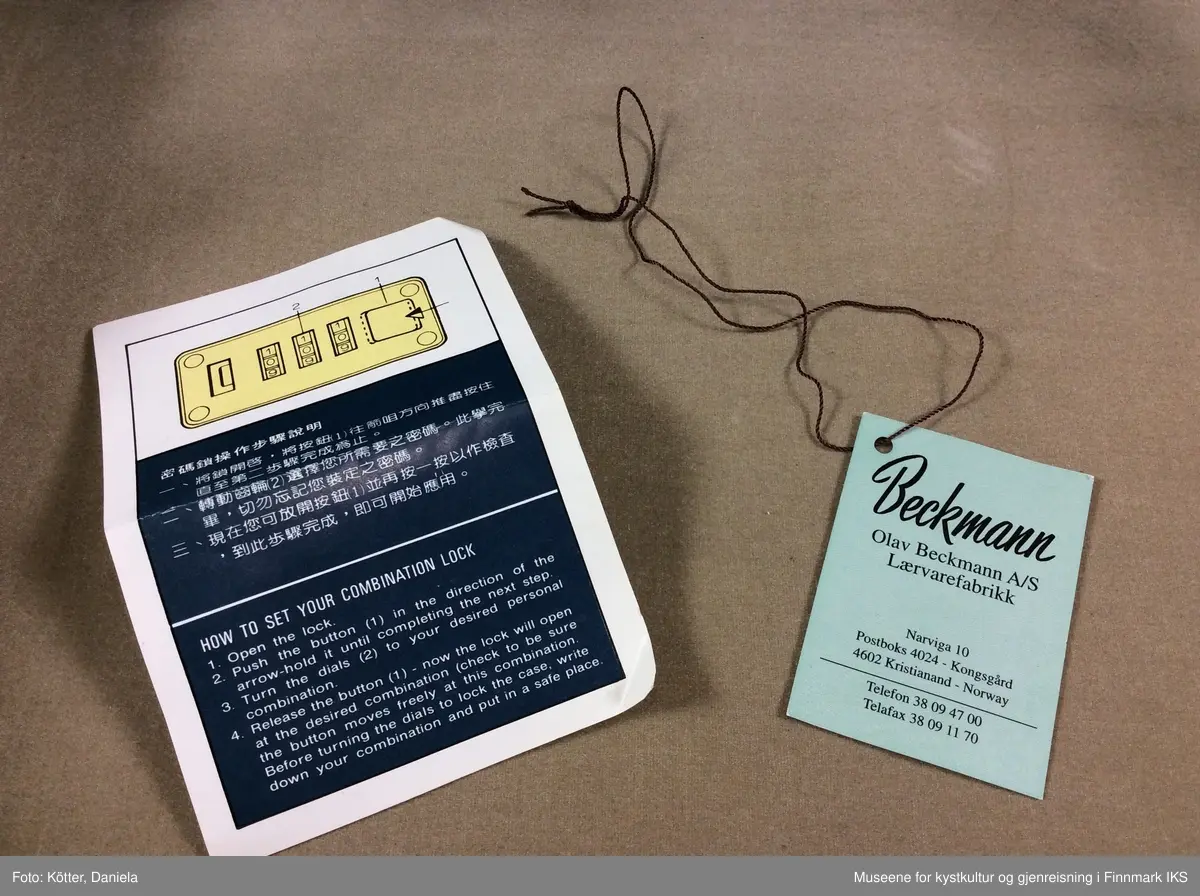 1
2
密碼鎖操作步驟說明
一、將鎖開啓,將按鈕(1)往箭咀方向推盡按住
直至第二步驟完成為止。
二、轉動齒輪(2)選擇您所需要之密碼。此舉完
畢,切勿忘記您裝定之密碼。
三、現在您可放開按鈕(1)並再按一按以作檢查
,到此步驟完成,即可開始應用。
HOW TO SET YOUR COMBINATION LOCK
1. Open the lock.
2. Push the button (1) in the direction of the
arrow-hold it until completing the next step.
3. Turn the dials (2) to your desired personal
combination.
4. Release the button (1) - now the lock will open
at the desired combination (check to be sure
the button moves freely at this combination.
Before turning the dials to lock the case, write
down your combination and put in a safe place.
Beckmann
Olav Beckmann A/S
Lærvarefabrikk
Narviga 10
Postboks 4024 - Kongsgård
4602 Kristianand - Norway
Telefon 38 09 47 00
Telafax 38 09 11 70
Foto: Kötter, Daniela
Museene for kystkultur og gjenreisning i Finnmark IKS